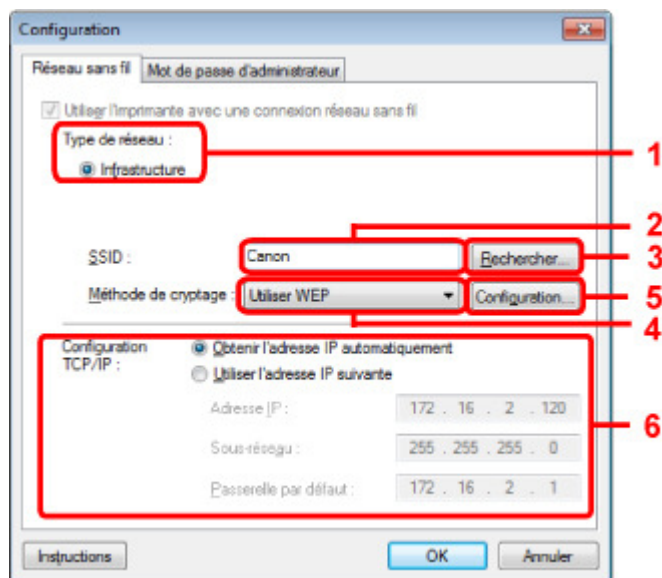 Configuration
Réseau sans fil Mot de passe d'administrateur
Utiliser l'imprimante avec une connexion réseau sans fil
Type de réseau :
1
Infrastructure
2
SSID : Canon Rechercher... 3
Méthode de cryptage : Utiliser WEP Configuration... 5
4
Configuration TCP/IP : Obtenir l'adresse IP automatiquement
Utiliser l'adresse IP suivante
Adresse IP : 172 . 16 . 2 . 120
6
Sous-réseau : 255 . 255 . 255 . 0
Passerelle par défaut : 172 . 16 . 2 . 1
Instructions OK Annuler